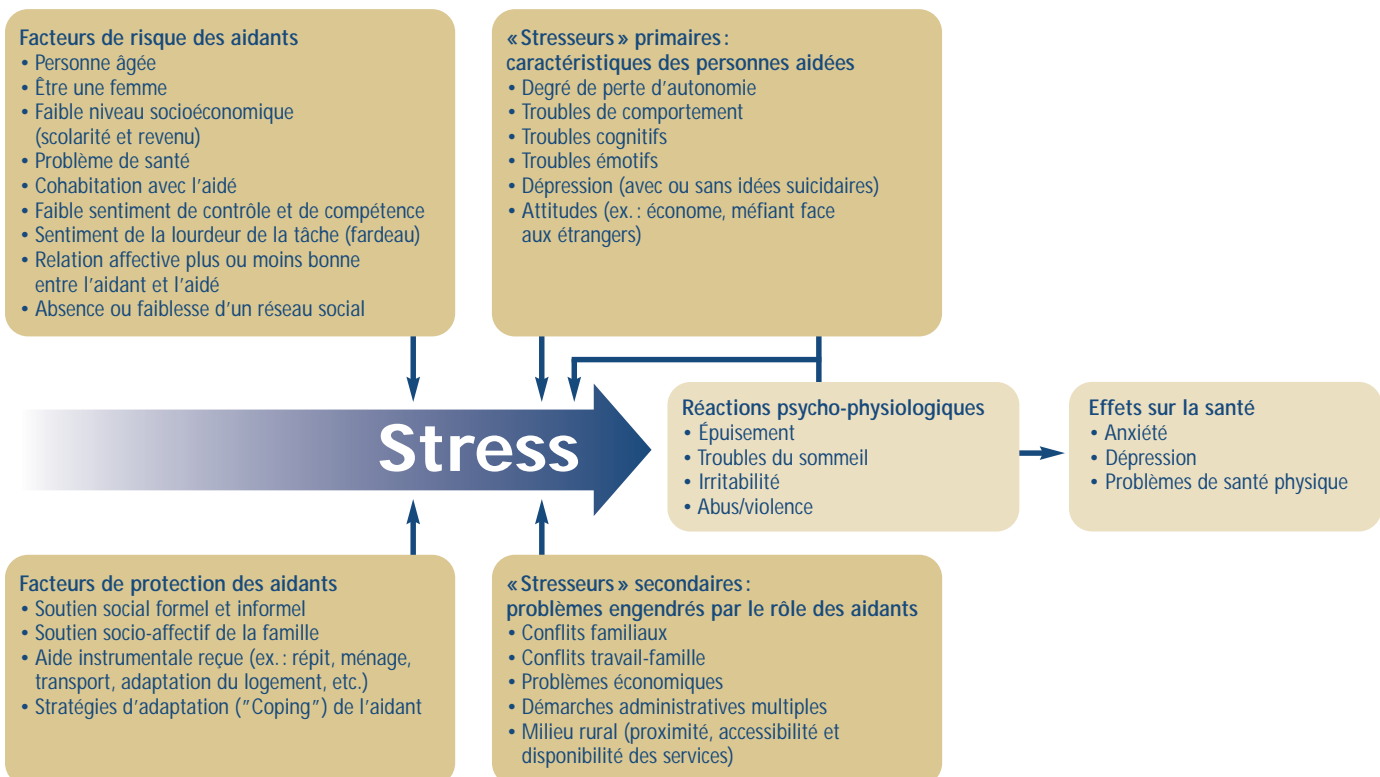 Facteurs de risque des aidants
• Personne âgée
• Être une femme
• Faible niveau socioéconomique
(scolarité et revenu)
• Problème de santé
• Cohabitation avec l'aidé
• Faible sentiment de contrôle et de compétence
• Sentiment de la lourdeur de la tâche (fardeau)
• Relation affective plus ou moins bonne
entre l'aidant et l'aidé
• Absence ou faiblesse d'un réseau social
« Stresseurs » primaires :
caractéristiques des personnes aidées
• Degré de perte d'autonomie
• Troubles de comportement
• Troubles cognitifs
• Troubles émotifs
• Dépression (avec ou sans idées suicidaires)
• Attitudes (ex. : économe, méfiant face
aux étrangers)
Stress
Réactions psycho-physiologiques
• Épuisement
• Troubles du sommeil
• Irritabilité
• Abus/violence
Effets sur la santé
• Anxiété
• Dépression
• Problèmes de santé physique
Facteurs de protection des aidants
• Soutien social formel et informel
• Soutien socio-affectif de la famille
• Aide instrumentale reçue (ex. : répit, ménage,
transport, adaptation du logement, etc.)
• Stratégies d'adaptation ("Coping") de l'aidant
« Stresseurs » secondaires :
problèmes engendrés par le rôle des aidants
• Conflits familiaux
• Conflits travail-famille
• Problèmes économiques
• Démarches administratives multiples
• Milieu rural (proximité, accessibilité et
disponibilité des services)